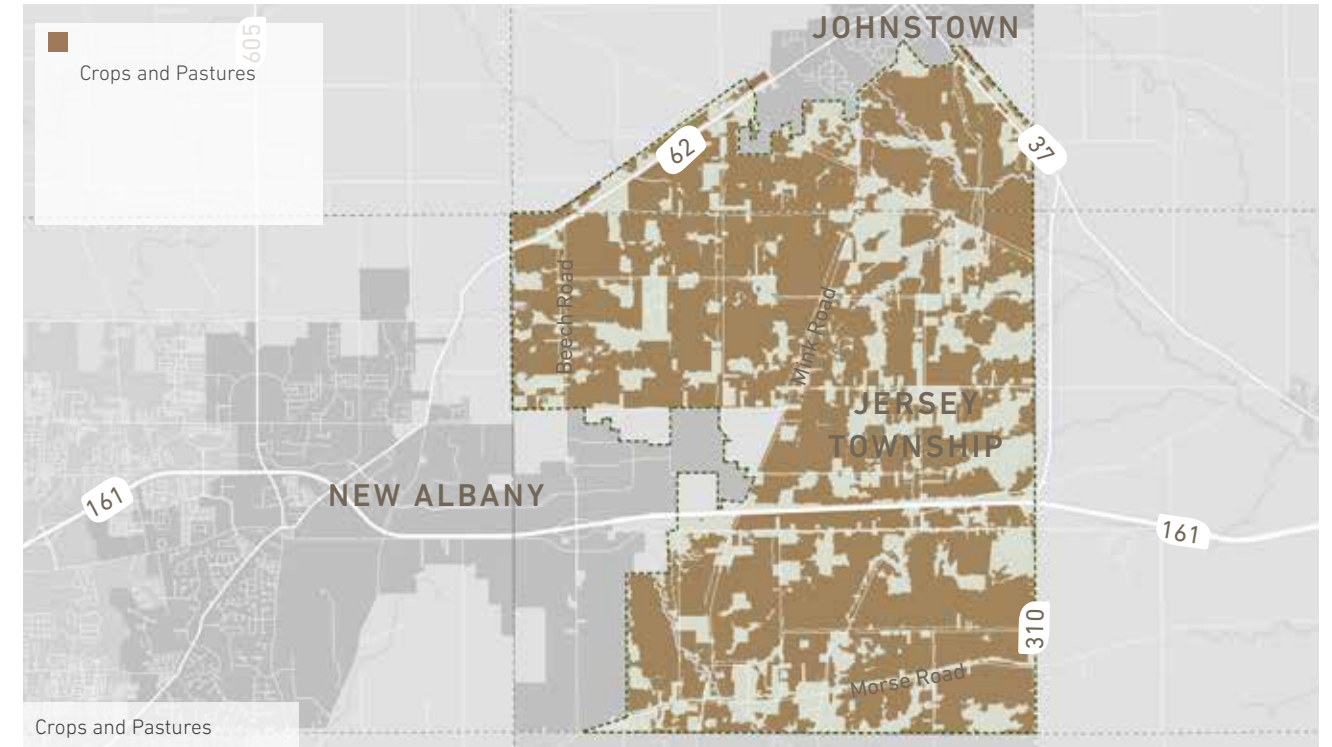 JOHNSTOWN
605
Crops and Pastures
62
37
Beech Road
Mink Road
JERSEY
TOWNSHIP
NEW ALBANY
161
161
310
Morse Road
Crops and Pastures